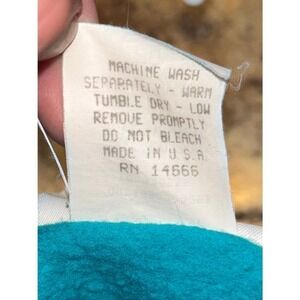 MACHINE WASH
SEPARATELY - WARM
TUMBLE DRY - LOW
REMOVE PROMPTLY
DO NOT BLEACH
MADE IN U.S.A.
RN 14666